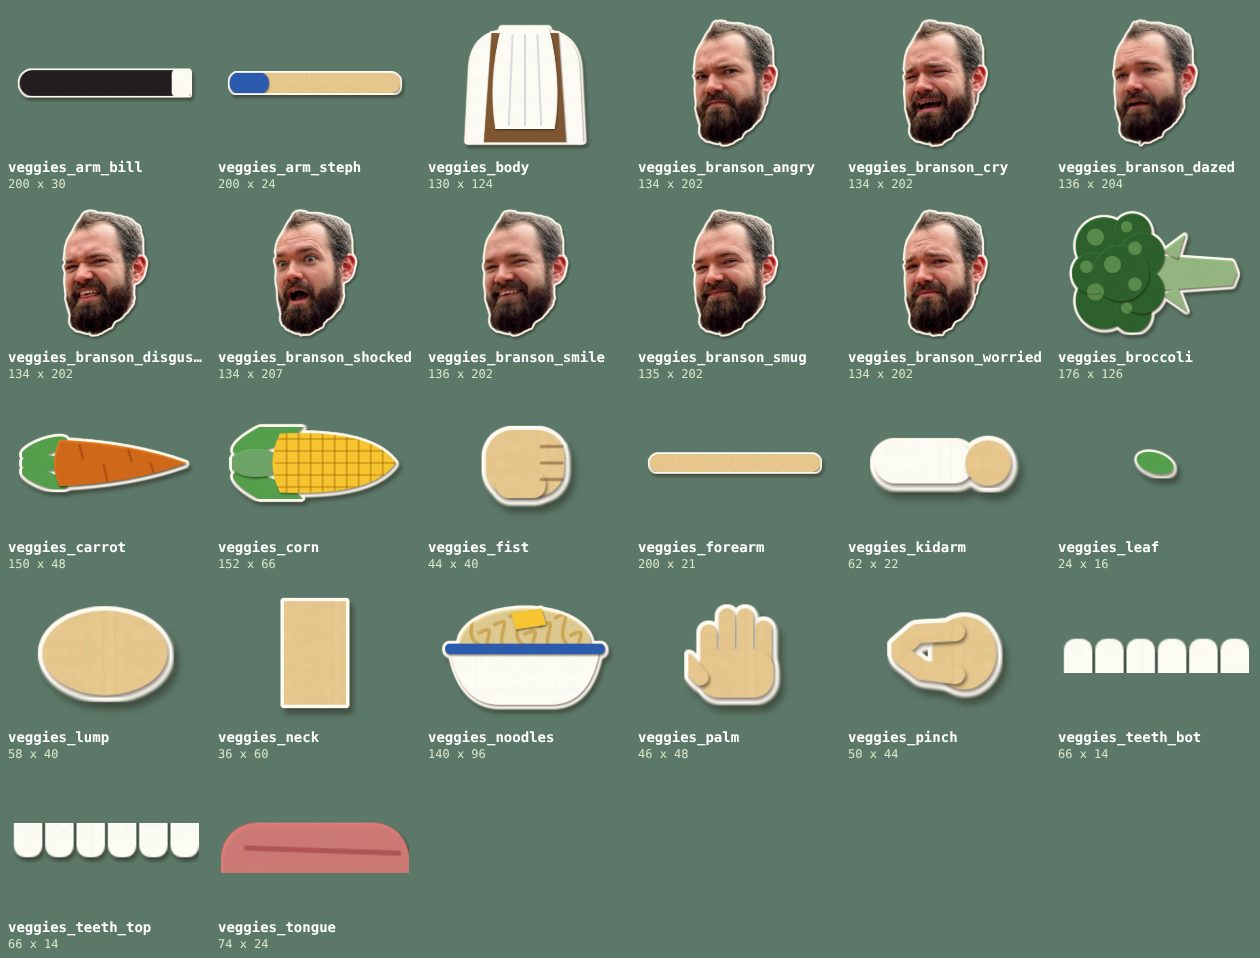 veggies_arm_bill veggies_arm_steph veggies_body veggies_branson_angry veggies_branson_cry veggies_branson_dazed
200 x 30 200 x 24 130 x 124 134 x 202 134 x 202 136 x 204
veggies_branson_disgus… veggies_branson_shocked veggies_branson_smile veggies_branson_smug veggies_branson_worried veggies_broccoli
134 x 202 134 x 207 136 x 202 135 x 202 134 x 202 176 x 126
veggies_carrot veggies_corn veggies_fist veggies_forearm veggies_kidarm veggies_leaf
150 x 48 152 x 66 44 x 40 200 x 21 62 x 22 24 x 16
veggies_lump veggies_neck veggies_noodles veggies_palm veggies_pinch veggies_teeth_bot
58 x 40 36 x 60 140 x 96 46 x 48 50 x 44 66 x 14
veggies_teeth_top veggies_tongue
66 x 14 74 x 24